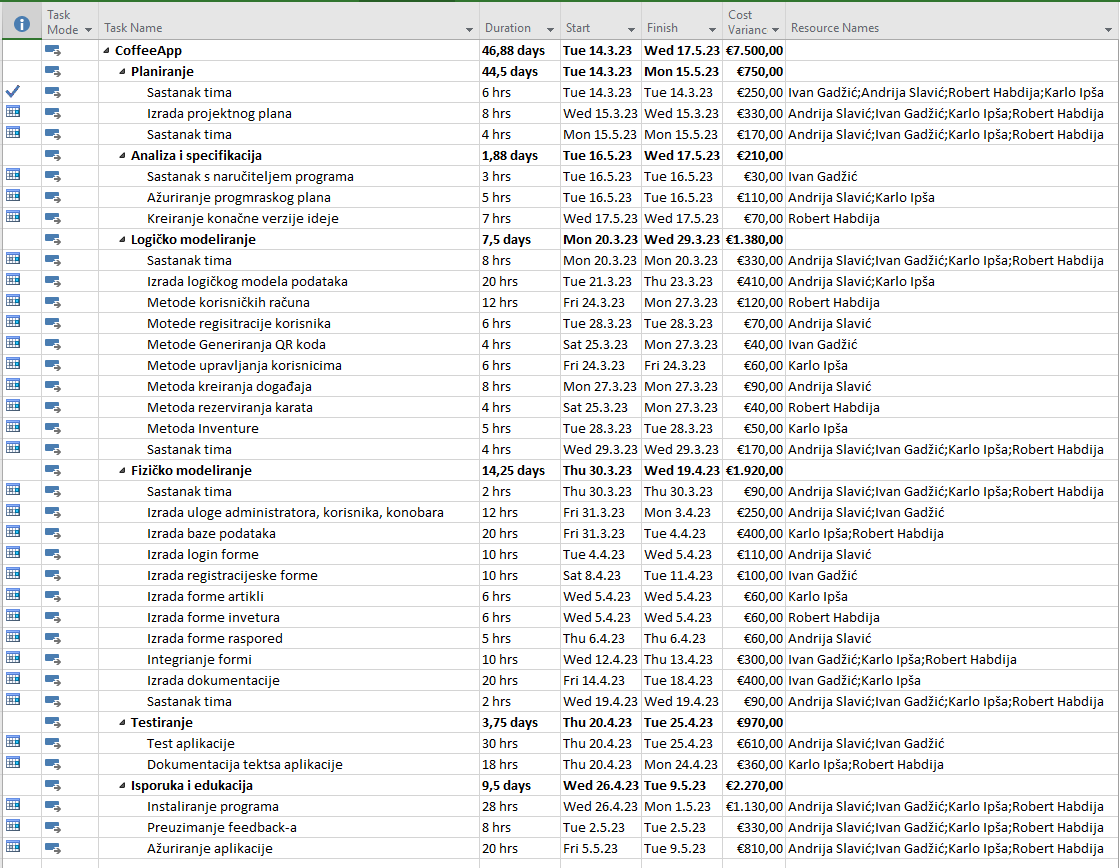 Task Mode Task Name Duration Start Finish Cost Varianc Resource Names
CoffeeApp 46,88 days Tue 14.3.23 Wed 17.5.23 €7.500,00
Planiranje 44,5 days Tue 14.3.23 Mon 15.5.23 €750,00
Sastanak tima 6 hrs Tue 14.3.23 Tue 14.3.23 €250,00 Ivan Gadžić;Andrija Slavić;Robert Habdija;Karlo Ipša
Izrada projektnog plana 8 hrs Wed 15.3.23 Wed 15.3.23 €330,00 Andrija Slavić;Ivan Gadžić;Karlo Ipša;Robert Habdija
Sastanak tima 4 hrs Mon 15.5.23 Mon 15.5.23 €170,00 Andrija Slavić;Ivan Gadžić;Karlo Ipša;Robert Habdija
Analiza i specifikacija 1,88 days Tue 16.5.23 Wed 17.5.23 €210,00
Sastanak s naručiteljem programa 3 hrs Tue 16.5.23 Tue 16.5.23 €30,00 Ivan Gadžić
Ažuriranje progmraskog plana 5 hrs Tue 16.5.23 Tue 16.5.23 €110,00 Andrija Slavić;Karlo Ipša
Kreiranje konačne verzije ideje 7 hrs Wed 17.5.23 Wed 17.5.23 €70,00 Robert Habdija
Logičko modeliranje 7,5 days Mon 20.3.23 Wed 29.3.23 €1.380,00
Sastanak tima 8 hrs Mon 20.3.23 Mon 20.3.23 €330,00 Andrija Slavić;Ivan Gadžić;Karlo Ipša;Robert Habdija
Izrada logičkog modela podataka 20 hrs Tue 21.3.23 Thu 23.3.23 €410,00 Andrija Slavić;Karlo Ipša
Metode korisničkih računa 12 hrs Fri 24.3.23 Mon 27.3.23 €120,00 Robert Habdija
Motede regisitracije korisnika 6 hrs Tue 28.3.23 Tue 28.3.23 €70,00 Andrija Slavić
Metode Generiranja QR koda 4 hrs Sat 25.3.23 Mon 27.3.23 €40,00 Ivan Gadžić
Metode upravljanja korisnicima 6 hrs Fri 24.3.23 Fri 24.3.23 €60,00 Karlo Ipša
Metoda kreiranja događaja 8 hrs Mon 27.3.23 Mon 27.3.23 €90,00 Andrija Slavić
Metoda rezerviranja karata 4 hrs Sat 25.3.23 Mon 27.3.23 €40,00 Robert Habdija
Metoda Inventure 5 hrs Tue 28.3.23 Tue 28.3.23 €50,00 Karlo Ipša
Sastanak tima 4 hrs Wed 29.3.23 Wed 29.3.23 €170,00 Andrija Slavić;Ivan Gadžić;Karlo Ipša;Robert Habdija
Fizičko modeliranje 14,25 days Thu 30.3.23 Wed 19.4.23 €1.920,00
Sastanak tima 2 hrs Thu 30.3.23 Thu 30.3.23 €90,00 Andrija Slavić;Ivan Gadžić;Karlo Ipša;Robert Habdija
Izrada uloge administratora, korisnika, konobara 12 hrs Fri 31.3.23 Mon 3.4.23 €250,00 Andrija Slavić;Ivan Gadžić
Izrada baze podataka 20 hrs Fri 31.3.23 Tue 4.4.23 €400,00 Karlo Ipša;Robert Habdija
Izrada login forme 10 hrs Tue 4.4.23 Wed 5.4.23 €110,00 Andrija Slavić
Izrada registracijeske forme 10 hrs Sat 8.4.23 Tue 11.4.23 €100,00 Ivan Gadžić
Izrada forme artikli 6 hrs Wed 5.4.23 Wed 5.4.23 €60,00 Karlo Ipša
Izrada forme invetura 6 hrs Wed 5.4.23 Wed 5.4.23 €60,00 Robert Habdija
Izrada forme raspored 5 hrs Thu 6.4.23 Thu 6.4.23 €60,00 Andrija Slavić
Integrianje formi 10 hrs Wed 12.4.23 Thu 13.4.23 €300,00 Ivan Gadžić;Karlo Ipša;Robert Habdija
Izrada dokumentacije 20 hrs Fri 14.4.23 Tue 18.4.23 €400,00 Ivan Gadžić;Karlo Ipša
Sastanak tima 2 hrs Wed 19.4.23 Wed 19.4.23 €90,00 Andrija Slavić;Ivan Gadžić;Karlo Ipša;Robert Habdija
Testiranje 3,75 days Thu 20.4.23 Tue 25.4.23 €970,00
Test aplikacije 30 hrs Thu 20.4.23 Tue 25.4.23 €610,00 Andrija Slavić;Ivan Gadžić
Dokumentacija tektsa aplikacije 18 hrs Thu 20.4.23 Mon 24.4.23 €360,00 Karlo Ipša;Robert Habdija
Isporuka i edukacija 9,5 days Wed 26.4.23 Tue 9.5.23 €2.270,00
Instaliranje programa 28 hrs Wed 26.4.23 Mon 1.5.23 €1.130,00 Andrija Slavić;Ivan Gadžić;Karlo Ipša;Robert Habdija
Preuzimanje feedback-a 8 hrs Tue 2.5.23 Tue 2.5.23 €330,00 Andrija Slavić;Ivan Gadžić;Karlo Ipša;Robert Habdija
Ažuriranje aplikacije 20 hrs Fri 5.5.23 Tue 9.5.23 €810,00 Andrija Slavić;Ivan Gadžić;Karlo Ipša;Robert Habdija